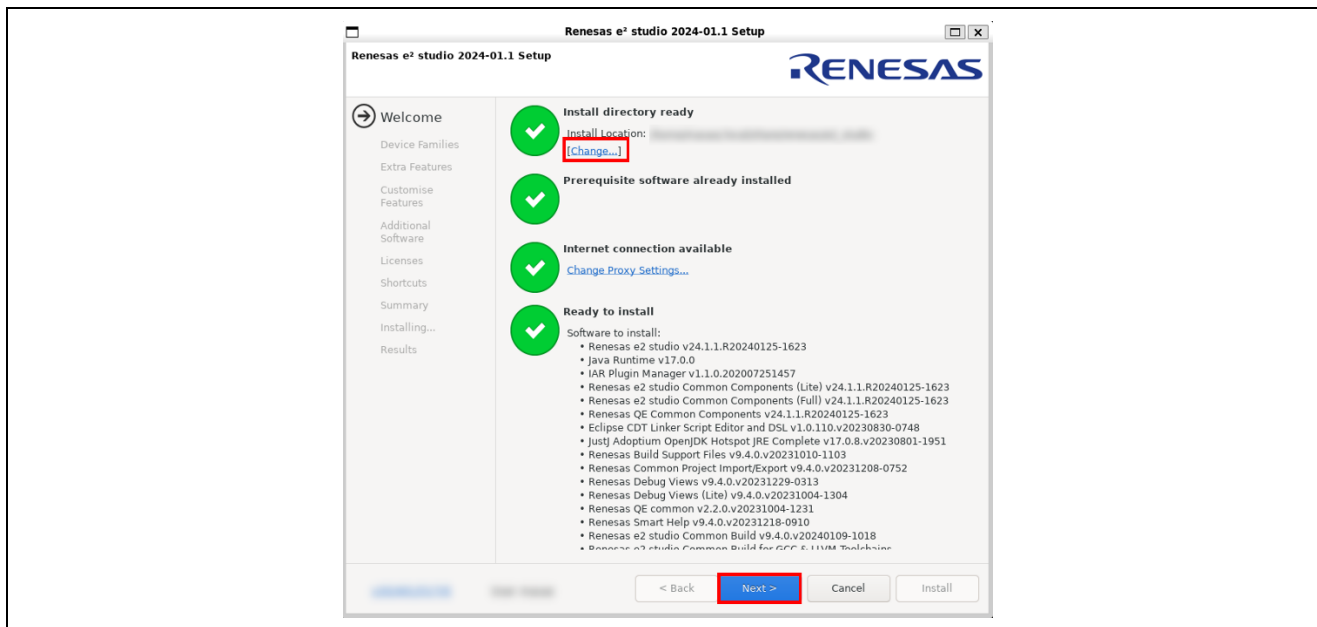 Renesas e² studio 2024-01.1 Setup
Renesas e² studio 2024-01.1 Setup
RENESAS
Welcome
Device Families
Extra Features
Customise
Features
Additional
Software
Licenses
Shortcuts
Summary
Installing...
Results
Install directory ready
Install Location:
[Change...]
Prerequisite software already installed
Internet connection available
Change Proxy Settings...
Ready to install
Software to install:
• Renesas e2 studio v24.1.1.R20240125-1623
• Java Runtime v17.0.0
• IAR Plugin Manager v1.1.0.202007251457
• Renesas e2 studio Common Components (Lite) v24.1.1.R20240125-1623
• Renesas e2 studio Common Components (Full) v24.1.1.R20240125-1623
• Renesas QE Common Components v24.1.1.R20240125-1623
• Eclipse CDT Linker Script Editor and DSL v1.0.110.v20230830-0748
• JustJ Adoptium OpenJDK Hotspot JRE Complete v17.0.8.v20230801-1951
• Renesas Build Support Files v9.4.0.v20231010-1103
• Renesas Common Project Import/Export v9.4.0.v20231208-0752
• Renesas Debug Views v9.4.0.v20231229-0313
• Renesas Debug Views (Lite) v9.4.0.v20231004-1304
• Renesas QE common v2.2.0.v20231004-1231
• Renesas Smart Help v9.4.0.v20231218-0910
• Renesas e2 studio Common Build v9.4.0.v20240109-1018
• Renesas e2 studio Common Build for GCC & LLVM Toolchains
< Back
Next >
Cancel
Install